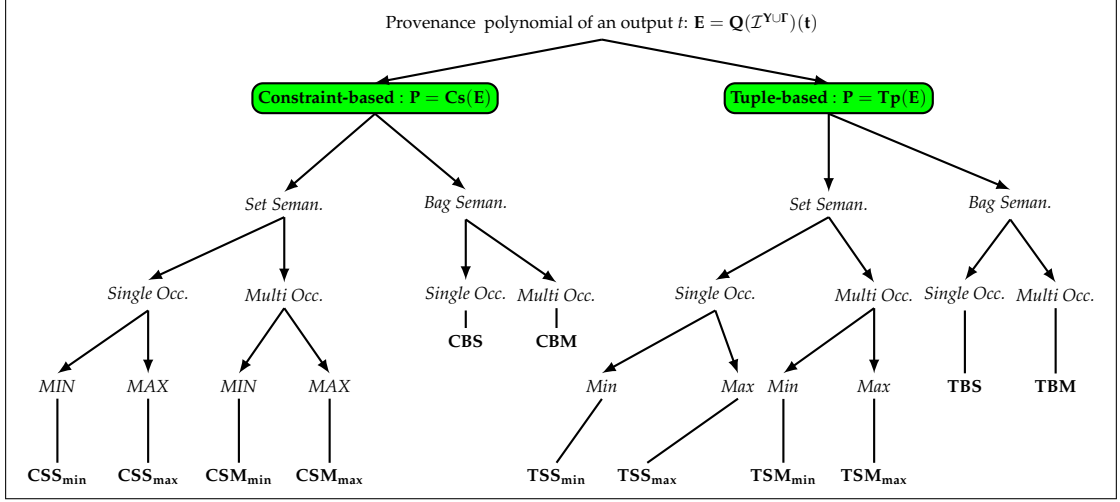 Provenance polynomial of an output t: E = Q(ℐ^{Υ∪Γ})(t)
Constraint-based : P = Cs(E) Tuple-based : P = Tp(E)
Set Seman. Bag Seman. Set Seman. Bag Seman.
Single Occ. Multi Occ. Single Occ. Multi Occ. Single Occ. Multi Occ. Single Occ. Multi Occ.
CBS CBM
MIN MAX MIN MAX Min Max Min Max TBS TBM
CSS_min CSS_max CSM_min CSM_max TSS_min TSS_max TSM_min TSM_max